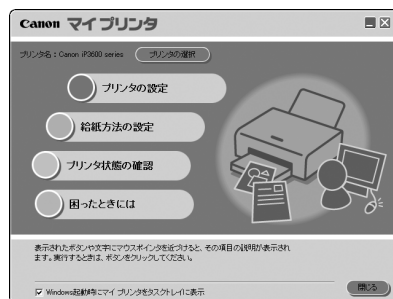 Canon マイ プリンタ
プリンタ名：Canon iP3600 series　プリンタの選択
プリンタの設定
給紙方法の設定
プリンタ状態の確認
困ったときには
表示されたボタンや文字にマウスポインタを近づけると、その項目の説明が表示され
ます。実行するときは、ボタンをクリックしてください。
Windows起動時にマイ プリンタをタスクトレイに表示
閉じる